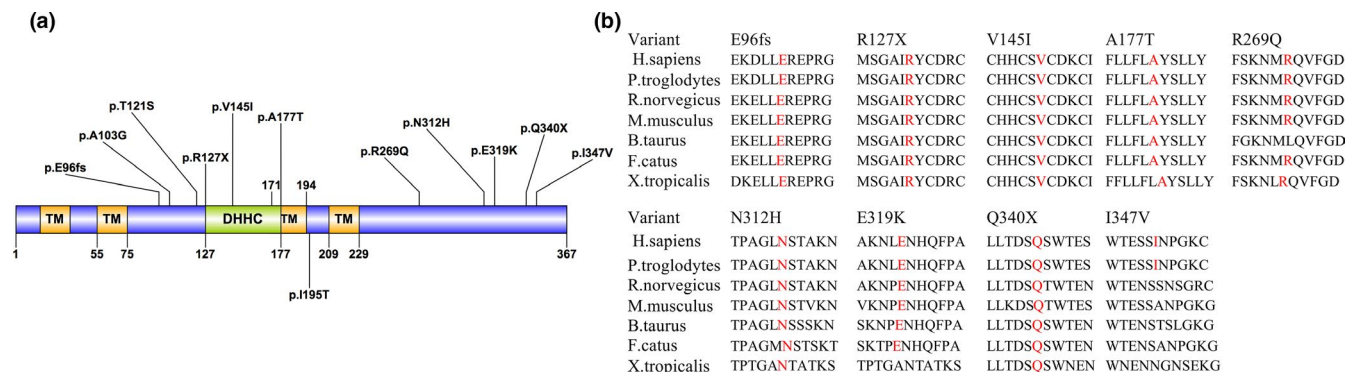 (a)
p.T121S
p.V145I
p.A177T
p.N312H
p.Q340X
p.A103G
p.R127X
p.R269Q
p.E319K
p.I347V
p.E96fs
171
194
TM
TM
DHHC
TM
TM
1
55
75
127
177
209
229
367
p.I195T
(b)
Variant E96fs R127X V145I A177T R269Q
H.sapiens EKDLLEREPRG MSGAIRYCDRC CHHCSVCDKCI FLLFLAYSLLY FSKNMRQVFGD
P.troglodytes EKDLLEREPRG MSGAIRYCDRC CHHCSVCDKCI FLLFLAYSLLY FSKNMRQVFGD
R.norvegicus EKELLEREPRG MSGAIRYCDRC CHHCSVCDKCI FLLFLAYSLLY FSKNMRQVFGD
M.musculus EKELLEREPRG MSGAIRYCDRC CHHCSVCDKCI FLLFLAYSLLY FSKNMRQVFGD
B.taurus EKELLEREPRG MSGAIRYCDRC CHHCSVCDKCI FLLFLAYSLLY FGKNMLQVFGD
F.catus EKELLEREPRG MSGAIRYCDRC CHHCSVCDKCI FLLFLAYSLLY FSKNMRQVFGD
X.tropicalis DKELLEREPRG MSGAIRYCDRC CHHCSVCDKCI FFLLFLAYSLLY FSKNLRQVFGD
Variant N312H E319K Q340X I347V
H.sapiens TPAGLNSTAKN AKNLENHQFPA LLTDSQSWTES WTESSINPGKC
P.troglodytes TPAGLNSTAKN AKNLENHQFPA LLTDSQSWTES WTESSINPGKC
R.norvegicus TPAGLNSTAKN AKNPENHQFPA LLTDSQSWTEN WTENSSNSGRC
M.musculus TPAGLNSTVKN VKNPENHQFPA LLKDSQTWTES WTESSANPGKG
B.taurus TPAGLNSSSKN SKNPENHQFPA LLTDSQSWTEN WTENSTSLGKG
F.catus TPAGMNSTSKT SKTPENHQFPA LLTDSQSWTEN WTENSANPGKG
X.tropicalis TPTGANTATKS TPTGANTATKS LLTDSQSWNEN WNENNGNSEKG